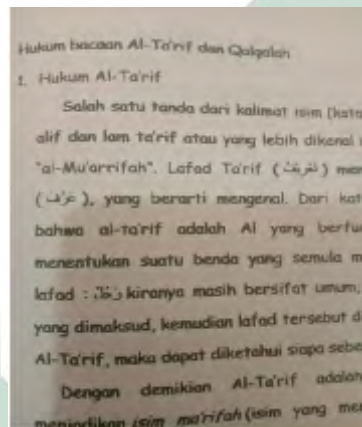 Hukum bacaan Al-Ta'rif dan Qalqalah
1. Hukum Al-Ta'rif
Salah satu tanda dari kalimat isim (kata
alif dan lam ta'rif atau yang lebih dikenal
"al-Mu'arrifah". Lafad Ta'rif (تَعْرِيْفٌ) men
(عَرَّفَ), yang berarti mengenal. Dari kat
bahwa al-ta'rif adalah Al yang berfu
menentukan suatu benda yang semula m
lafad : رَجُلٌ kiranya masih bersifat umum,
yang dimaksud, kemudian lafad tersebut d
Al-Ta'rif, maka dapat diketahui siapa sebe
Dengan demikian Al-Ta'rif adalah
menjadikan isim ma'rifah (isim yang me